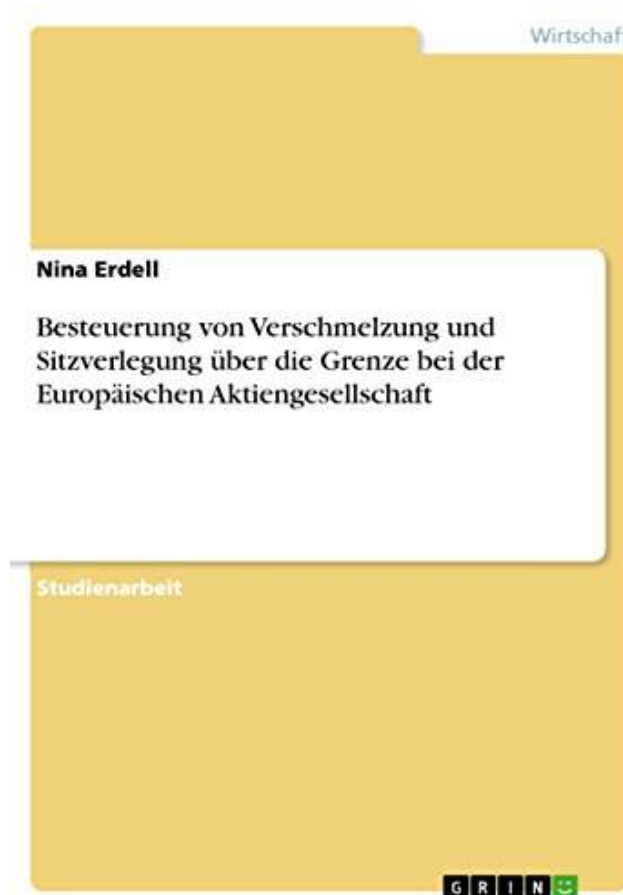 Wirtschaf
Nina Erdell
Besteuerung von Verschmelzung und
Sitzverlegung über die Grenze bei der
Europäischen Aktiengesellschaft
Studienarbeit
GRIN